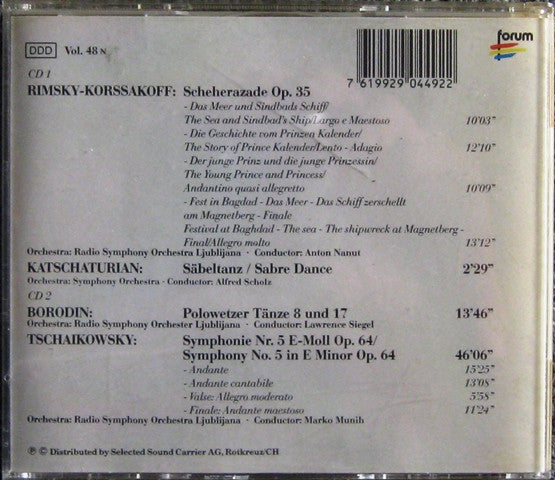 DDD Vol. 48 N
forum
7 619929 044922
CD 1
RIMSKY-KORSSAKOFF: Scheherazade Op. 35
- Das Meer und Sindbads Schiff/
The Sea and Sindbad's Ship/Largo e Maestoso 10'03"
- Die Geschichte vom Prinzen Kalender/
The Story of Prince Kalender/Lento - Adagio 12'10"
- Der junge Prinz und die junge Prinzessin/
The Young Prince and Princess/
Andantino quasi allegretto 10'09"
- Fest in Bagdad - Das Meer - Das Schiff zerschellt
am Magnetberg - Finale
Festival at Baghdad - The sea - The shipwreck at Magnetberg -
Final/Allegro molto 13'12"
Orchestra: Radio Symphony Orchestra Ljublijana - Conductor: Anton Nanut
KATSCHATURIAN: Säbeltanz / Sabre Dance 2'29"
Orchestra: Symphony Orchestra - Conductor: Alfred Scholz
CD 2
BORODIN: Polowetzer Tänze 8 und 17 13'46"
Orchestra: Radio Symphony Orchestra Ljublijana - Conductor: Lawrence Siegel
TSCHAIKOWSKY: Symphonie Nr. 5 E-Moll Op. 64/
Symphony No. 5 in E Minor Op. 64 46'06"
- Andante 15'25"
- Andante cantabile 13'08"
- Valse: Allegro moderato 5'58"
- Finale: Andante maestoso 11'24"
Orchestra: Radio Symphony Orchestra Ljublijana - Conductor: Marko Munih
℗ © Distributed by Selected Sound Carrier AG, Rotkreuz/CH